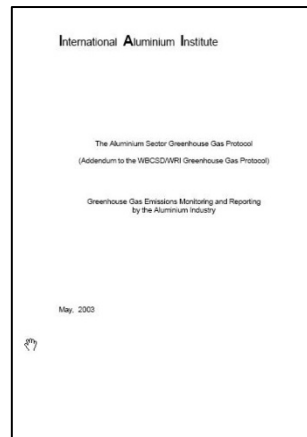 International Aluminium Institute
The Aluminium Sector Greenhouse Gas Protocol
(Addendum to the WBCSD/WRI Greenhouse Gas Protocol)
Greenhouse Gas Emissions Monitoring and Reporting
by the Aluminium Industry
May, 2003